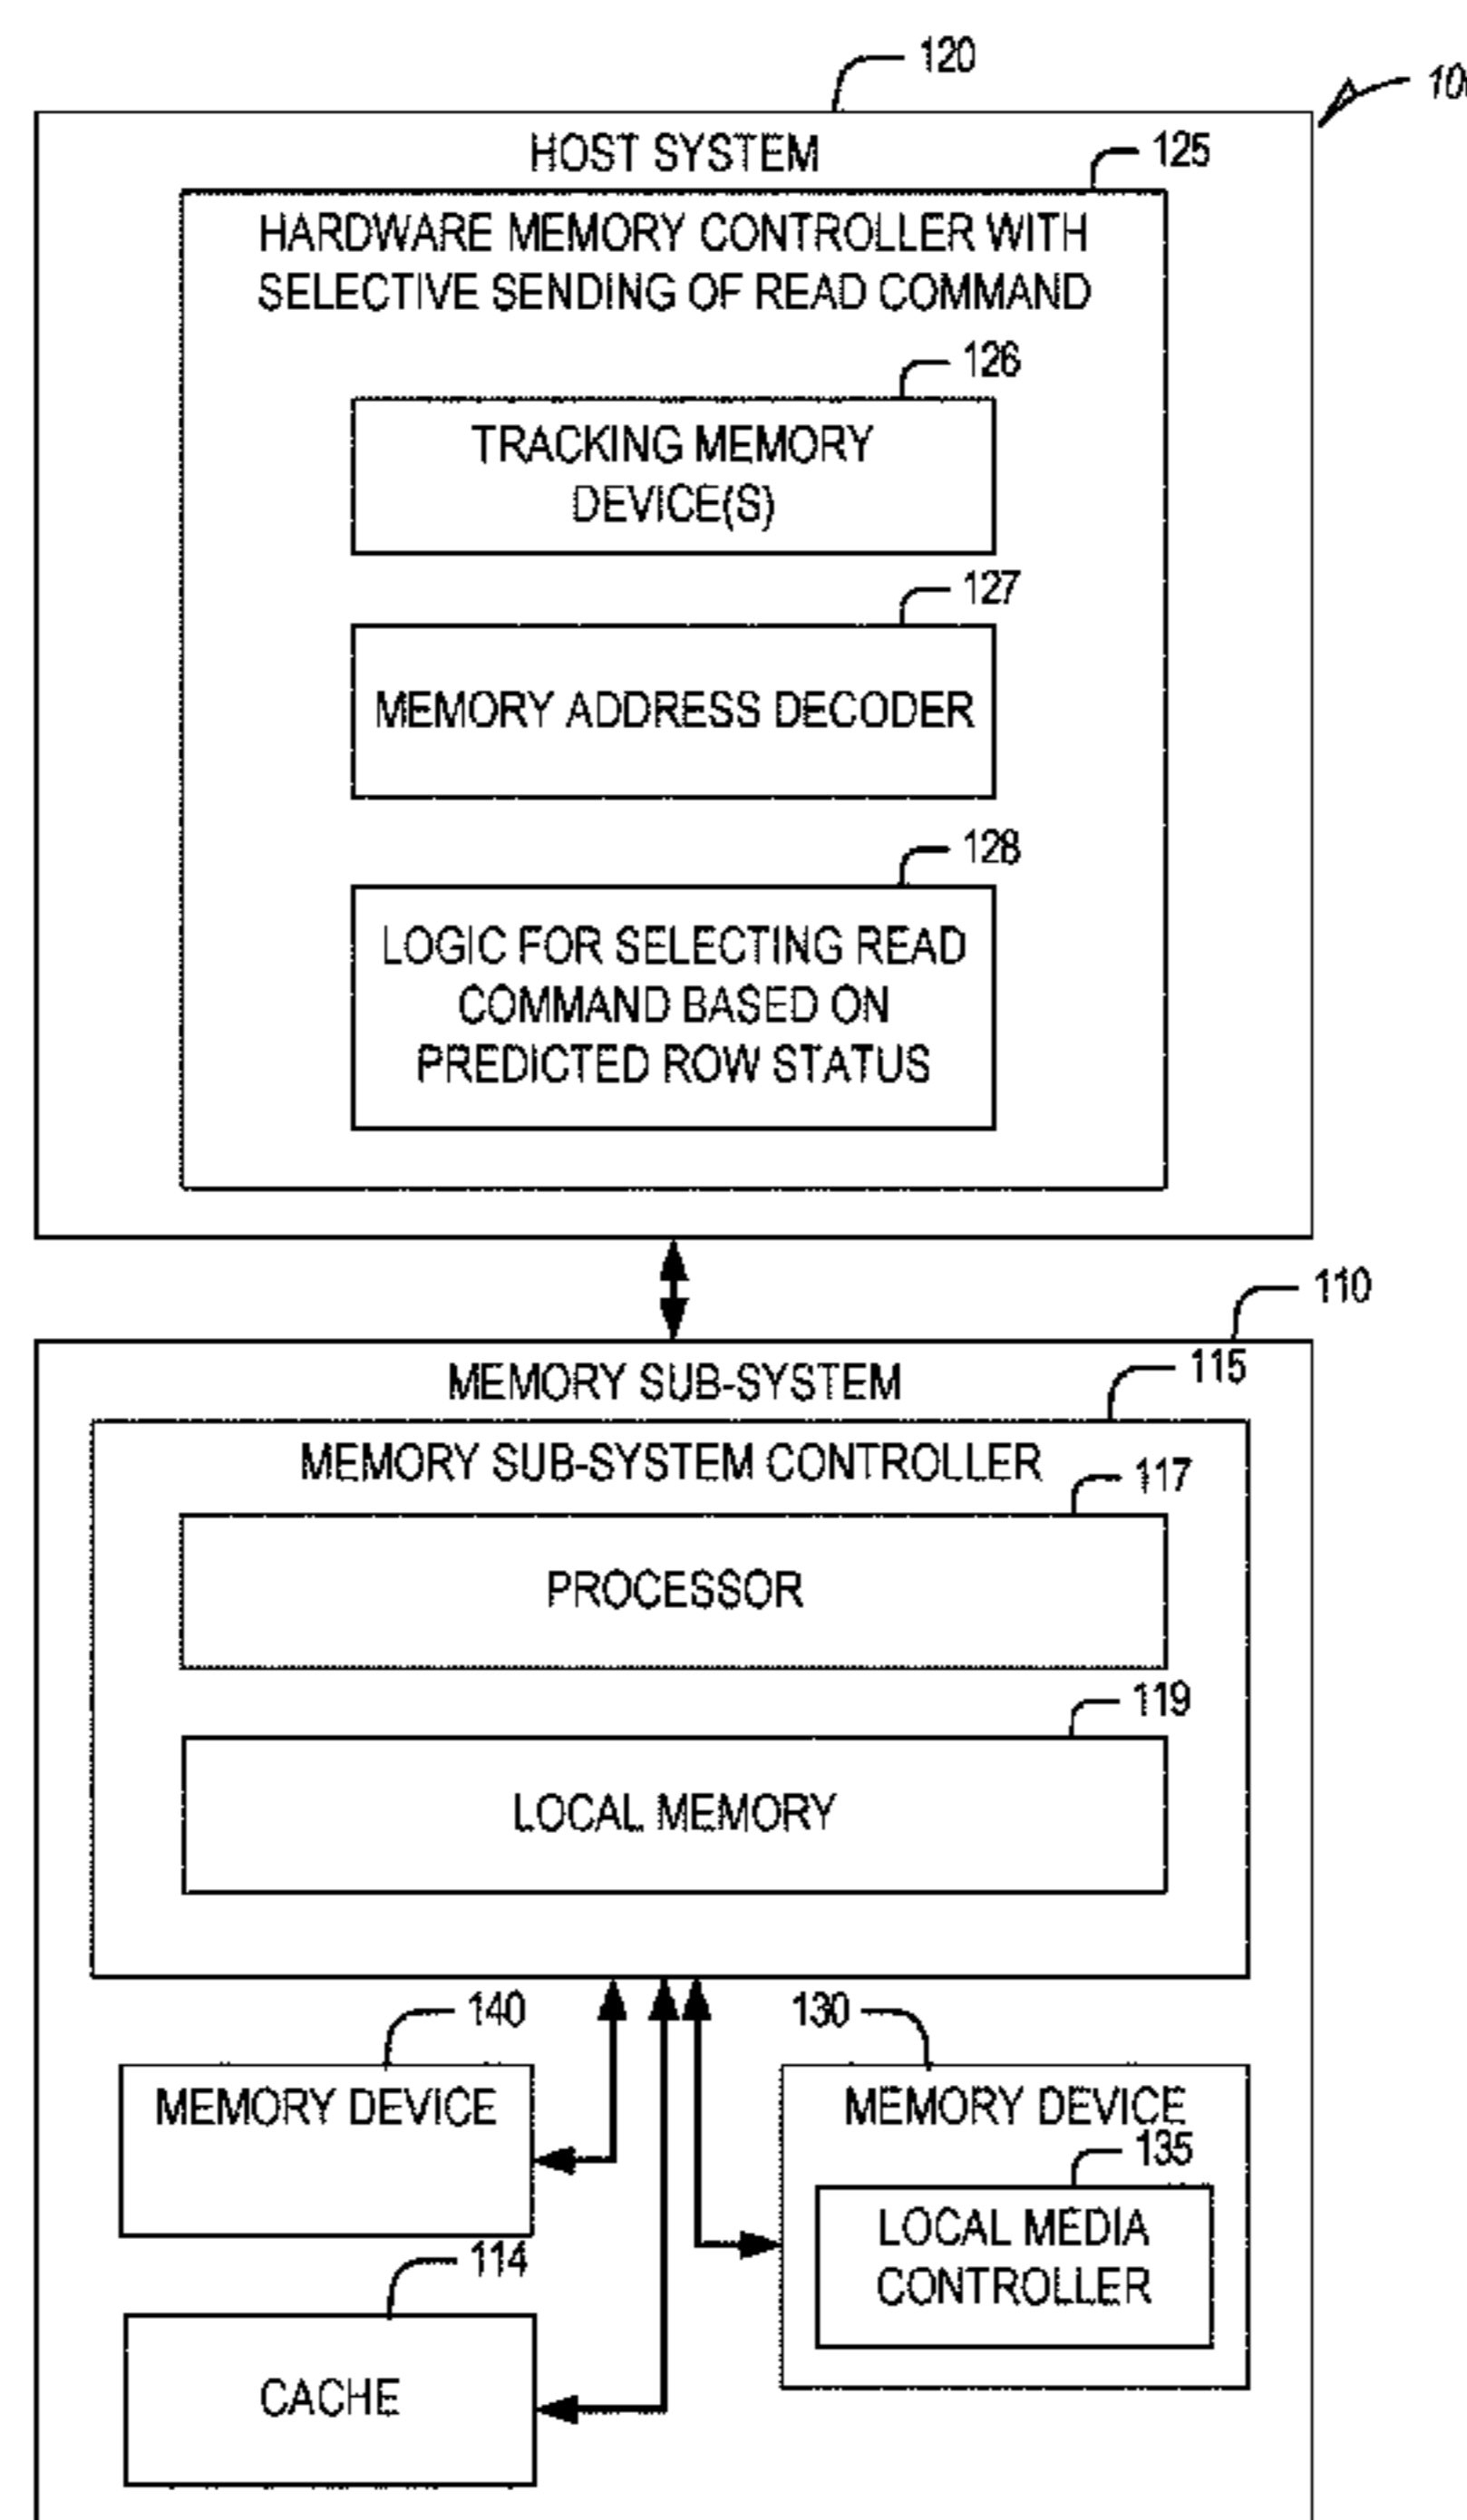 120
10
HOST SYSTEM
125
HARDWARE MEMORY CONTROLLER WITH
SELECTIVE SENDING OF READ COMMAND
126
TRACKING MEMORY
DEVICE(S)
127
MEMORY ADDRESS DECODER
128
LOGIC FOR SELECTING READ
COMMAND BASED ON
PREDICTED ROW STATUS
110
MEMORY SUB-SYSTEM
115
MEMORY SUB-SYSTEM CONTROLLER
117
PROCESSOR
119
LOCAL MEMORY
140
130
MEMORY DEVICE
MEMORY DEVICE
135
LOCAL MEDIA
CONTROLLER
114
CACHE